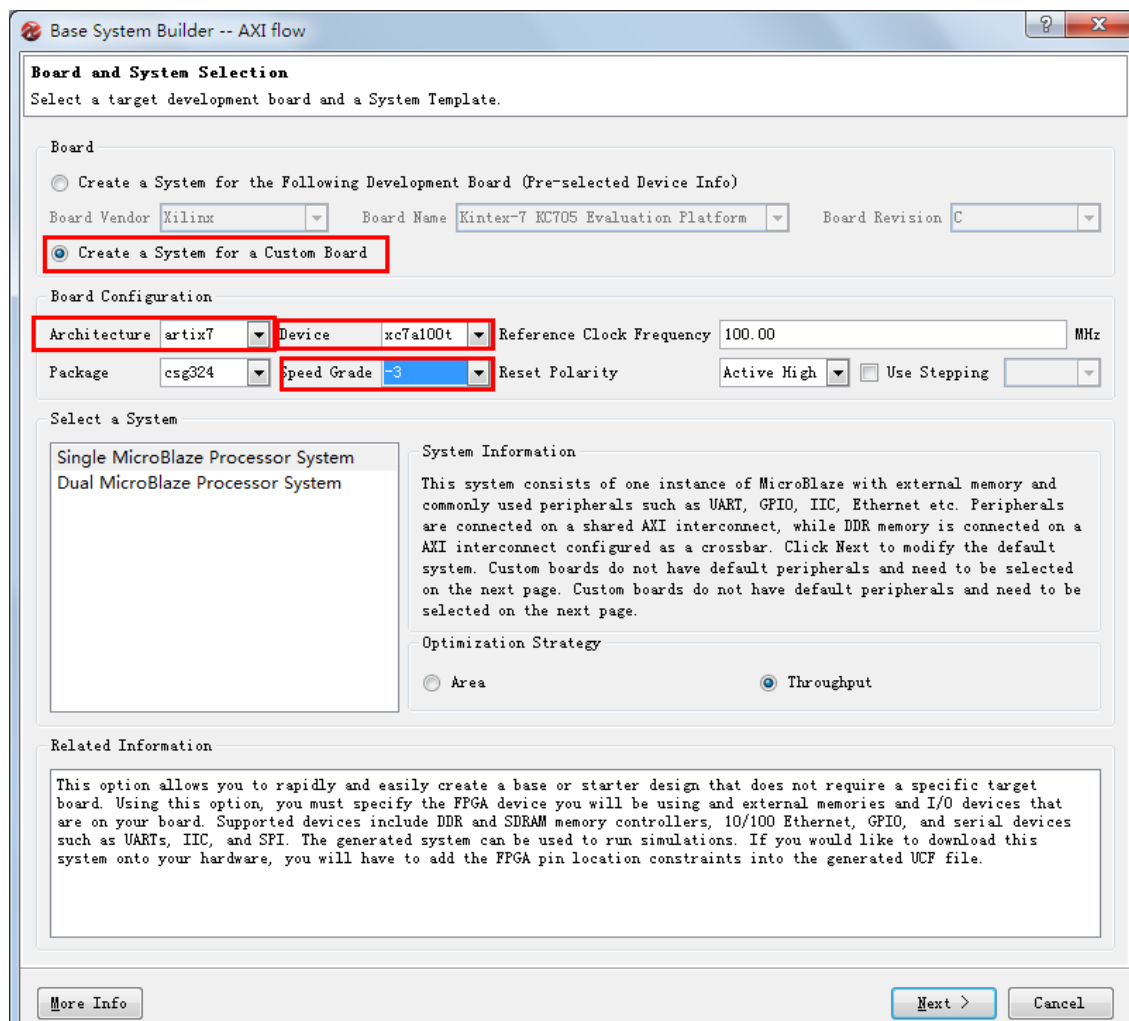 Base System Builder -- AXI flow
Board and System Selection
Select a target development board and a System Template.
Board
Create a System for the Following Development Board (Pre-selected Device Info)
Board Vendor Xilinx Board Name Kintex-7 KC705 Evaluation Platform Board Revision C
Create a System for a Custom Board
Board Configuration
Architecture artix7 Device xc7a100t Reference Clock Frequency 100.00 MHz
Package csg324 Speed Grade -3 Reset Polarity Active High Use Stepping
Select a System
Single MicroBlaze Processor System
Dual MicroBlaze Processor System
System Information
This system consists of one instance of MicroBlaze with external memory and
commonly used peripherals such as UART, GPIO, IIC, Ethernet etc. Peripherals
are connected on a shared AXI interconnect, while DDR memory is connected on a
AXI interconnect configured as a crossbar. Click Next to modify the default
system. Custom boards do not have default peripherals and need to be selected
on the next page. Custom boards do not have default peripherals and need to be
selected on the next page.
Optimization Strategy
Area Throughput
Related Information
This option allows you to rapidly and easily create a base or starter design that does not require a specific target
board. Using this option, you must specify the FPGA device you will be using and external memories and I/O devices that
are on your board. Supported devices include DDR and SDRAM memory controllers, 10/100 Ethernet, GPIO, and serial devices
such as UARTs, IIC, and SPI. The generated system can be used to run simulations. If you would like to download this
system onto your hardware, you will have to add the FPGA pin location constraints into the generated UCF file.
More Info Next > Cancel